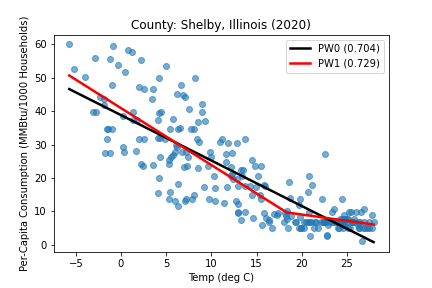 County: Shelby, Illinois (2020)
PW0 (0.704)
PW1 (0.729)
Per-Capita Consumption (MMBtu/1000 Households)
60
50
40
30
20
10
0
−5 0 5 10 15 20 25
Temp (deg C)